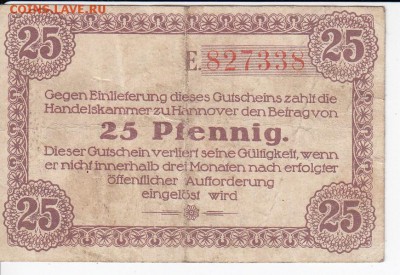 COINS.LAVE.RU
25
25
E. 827338
Gegen Einlieferung dieses Gutscheins zahlt die
Handelskammer zu Hannover den Betrag von
25 Pfennig.
Dieser Gutschein verliert seine Gültigkeit, wenn
er nicht innerhalb drei Monaten nach erfolgter
öffentlicher Aufforderung
eingelöst wird
25
25